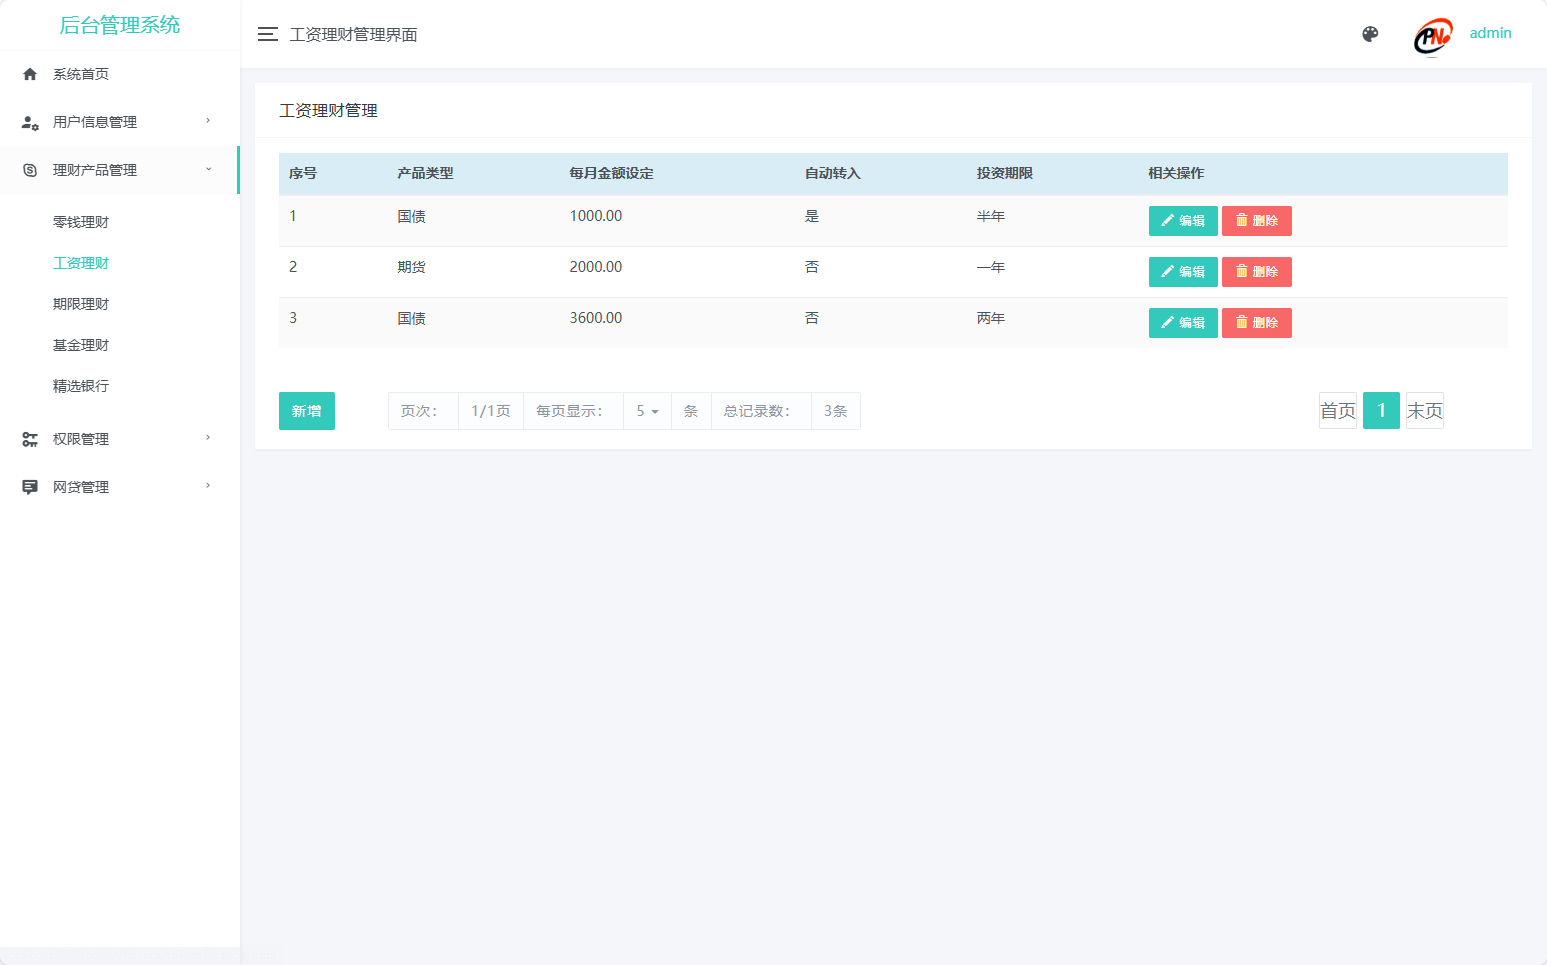 后台管理系统
工资理财管理界面
PN
admin
系统首页
用户信息管理
理财产品管理
零钱理财
工资理财
期限理财
基金理财
精选银行
权限管理
网贷管理
工资理财管理
序号 产品类型 每月金额设定 自动转入 投资期限 相关操作
1 国债 1000.00 是 半年 编辑 删除
2 期货 2000.00 否 一年 编辑 删除
3 国债 3600.00 否 两年 编辑 删除
新增 页次： 1/1页 每页显示： 5 条 总记录数： 3条 首页 1 末页